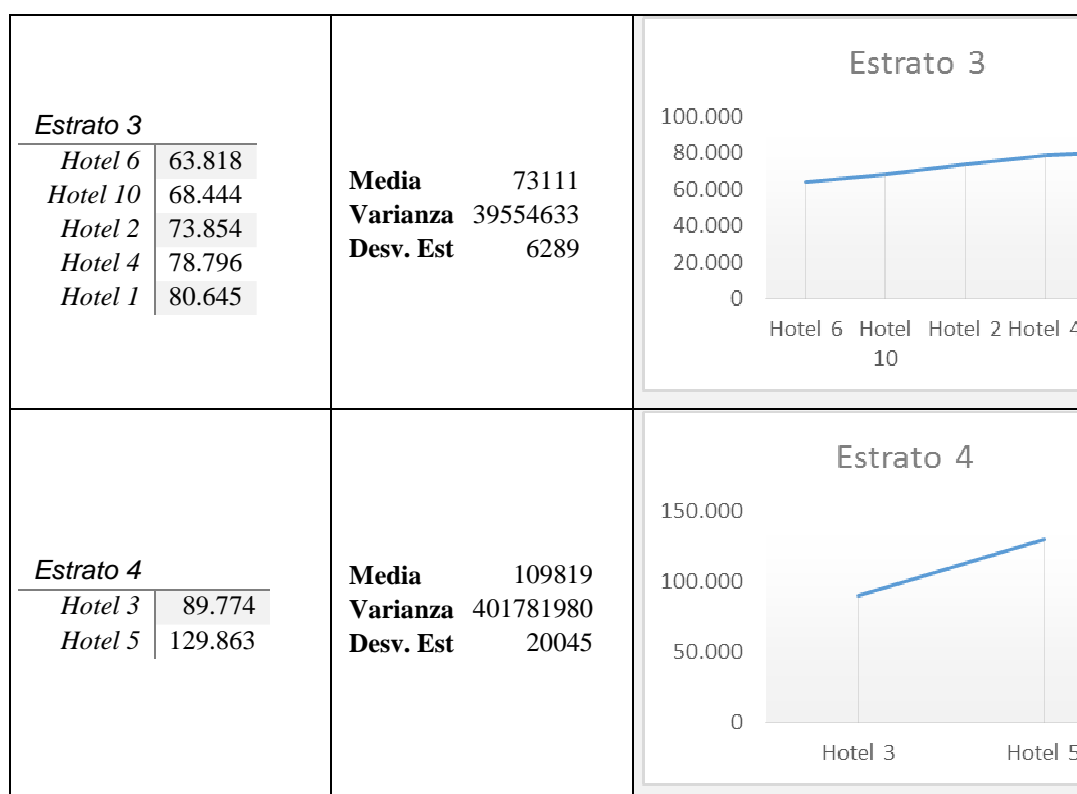 Estrato 3
Hotel 6 63.818
Hotel 10 68.444
Hotel 2 73.854
Hotel 4 78.796
Hotel 1 80.645
Media 73111
Varianza 39554633
Desv. Est 6289
Estrato 3
100.000
80.000
60.000
40.000
20.000
0
Hotel 6 Hotel 10 Hotel 2 Hotel 4
Estrato 4
Hotel 3 89.774
Hotel 5 129.863
Media 109819
Varianza 401781980
Desv. Est 20045
Estrato 4
150.000
100.000
50.000
0
Hotel 3 Hotel 5